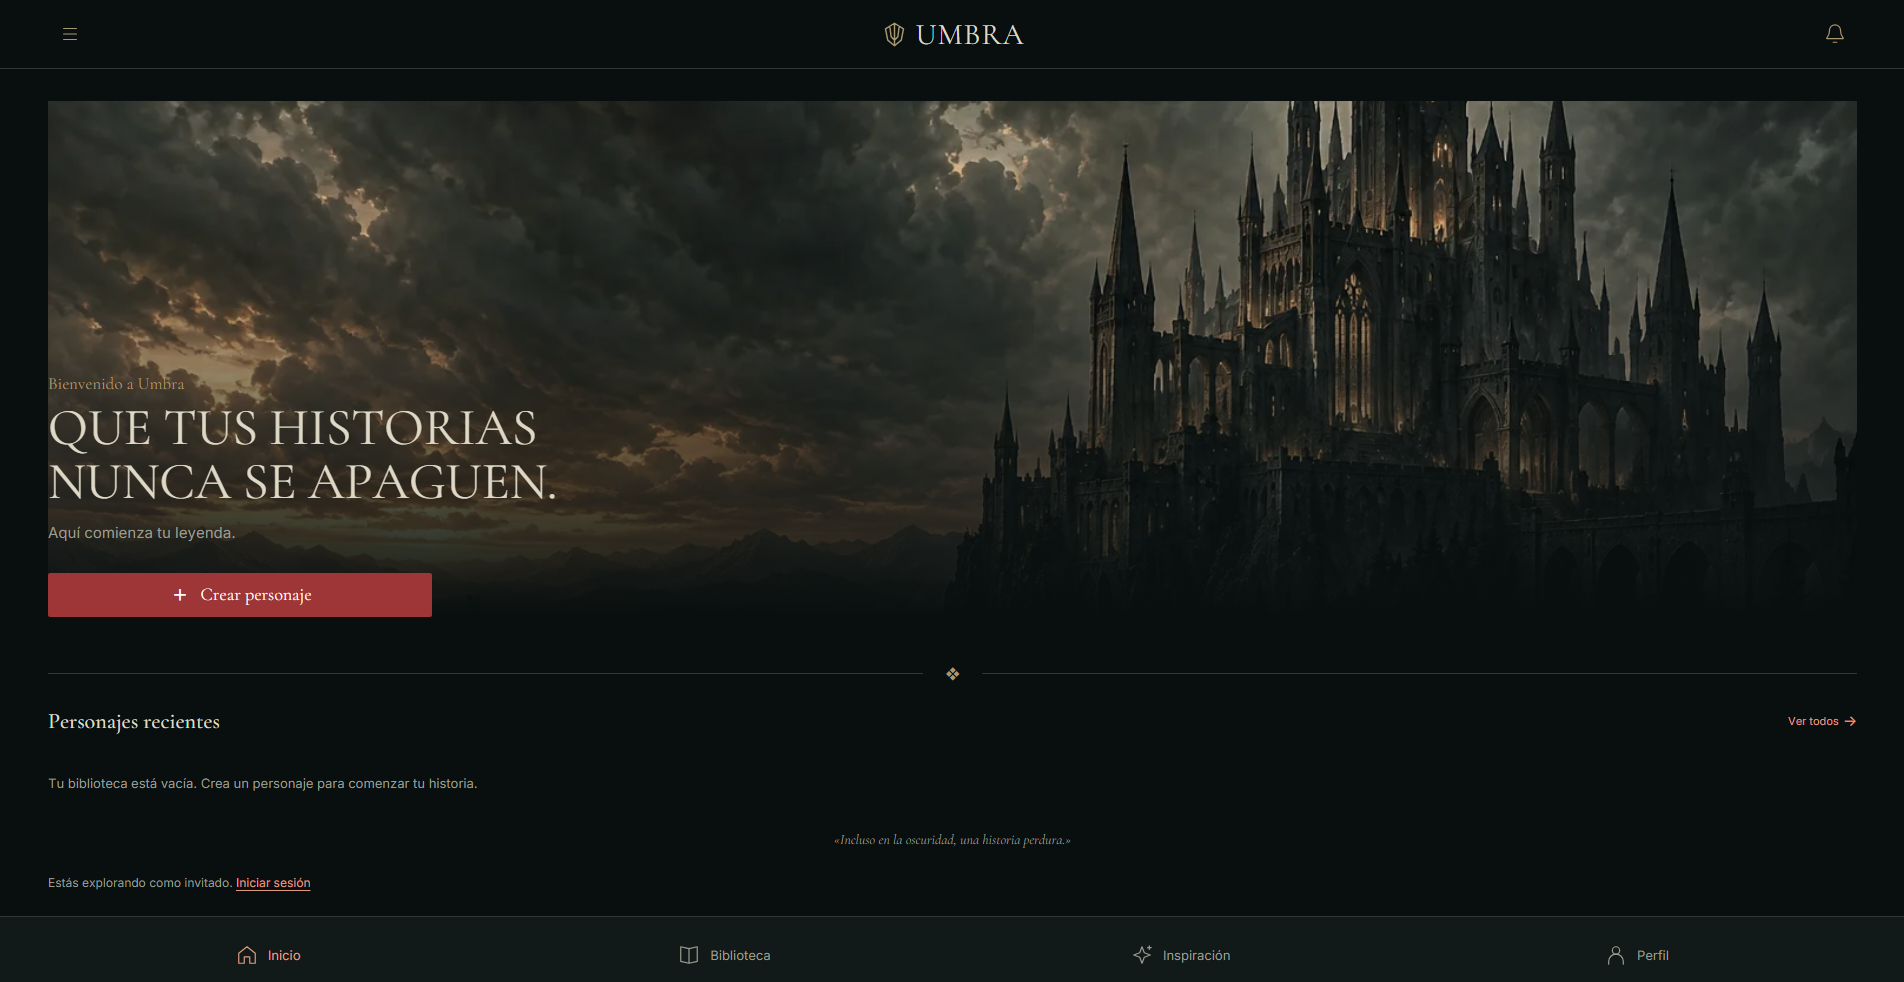 UMBRA
Bienvenido a Umbra
QUE TUS HISTORIAS
NUNCA SE APAGUEN.
Aquí comienza tu leyenda.
+ Crear personaje
Personajes recientes
Ver todos →
Tu biblioteca está vacía. Crea un personaje para comenzar tu historia.
«Incluso en la oscuridad, una historia perdura.»
Estás explorando como invitado. Iniciar sesión
Inicio
Biblioteca
Inspiración
Perfil